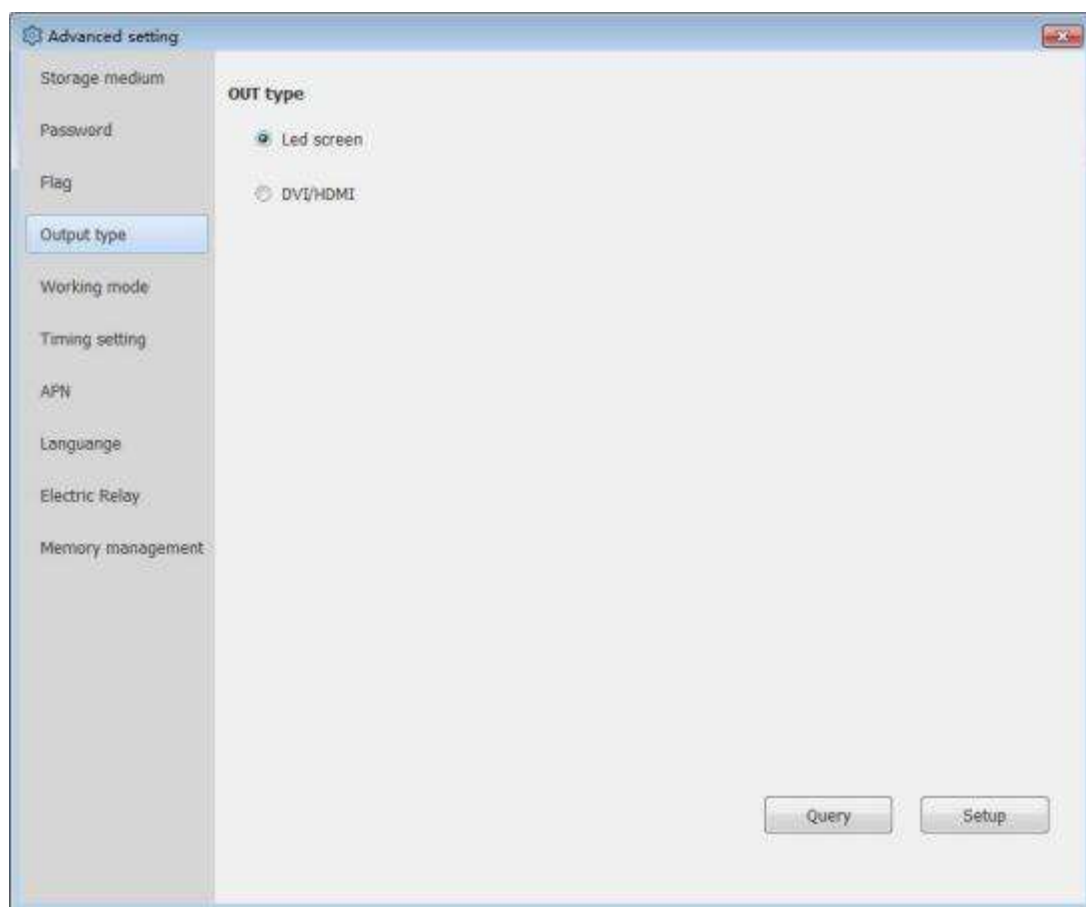 Advanced setting
Storage medium
Password
Flag
Output type
Working mode
Timing setting
APN
Languange
Electric Relay
Memory management
OUT type
Led screen
DVI/HDMI
Query
Setup